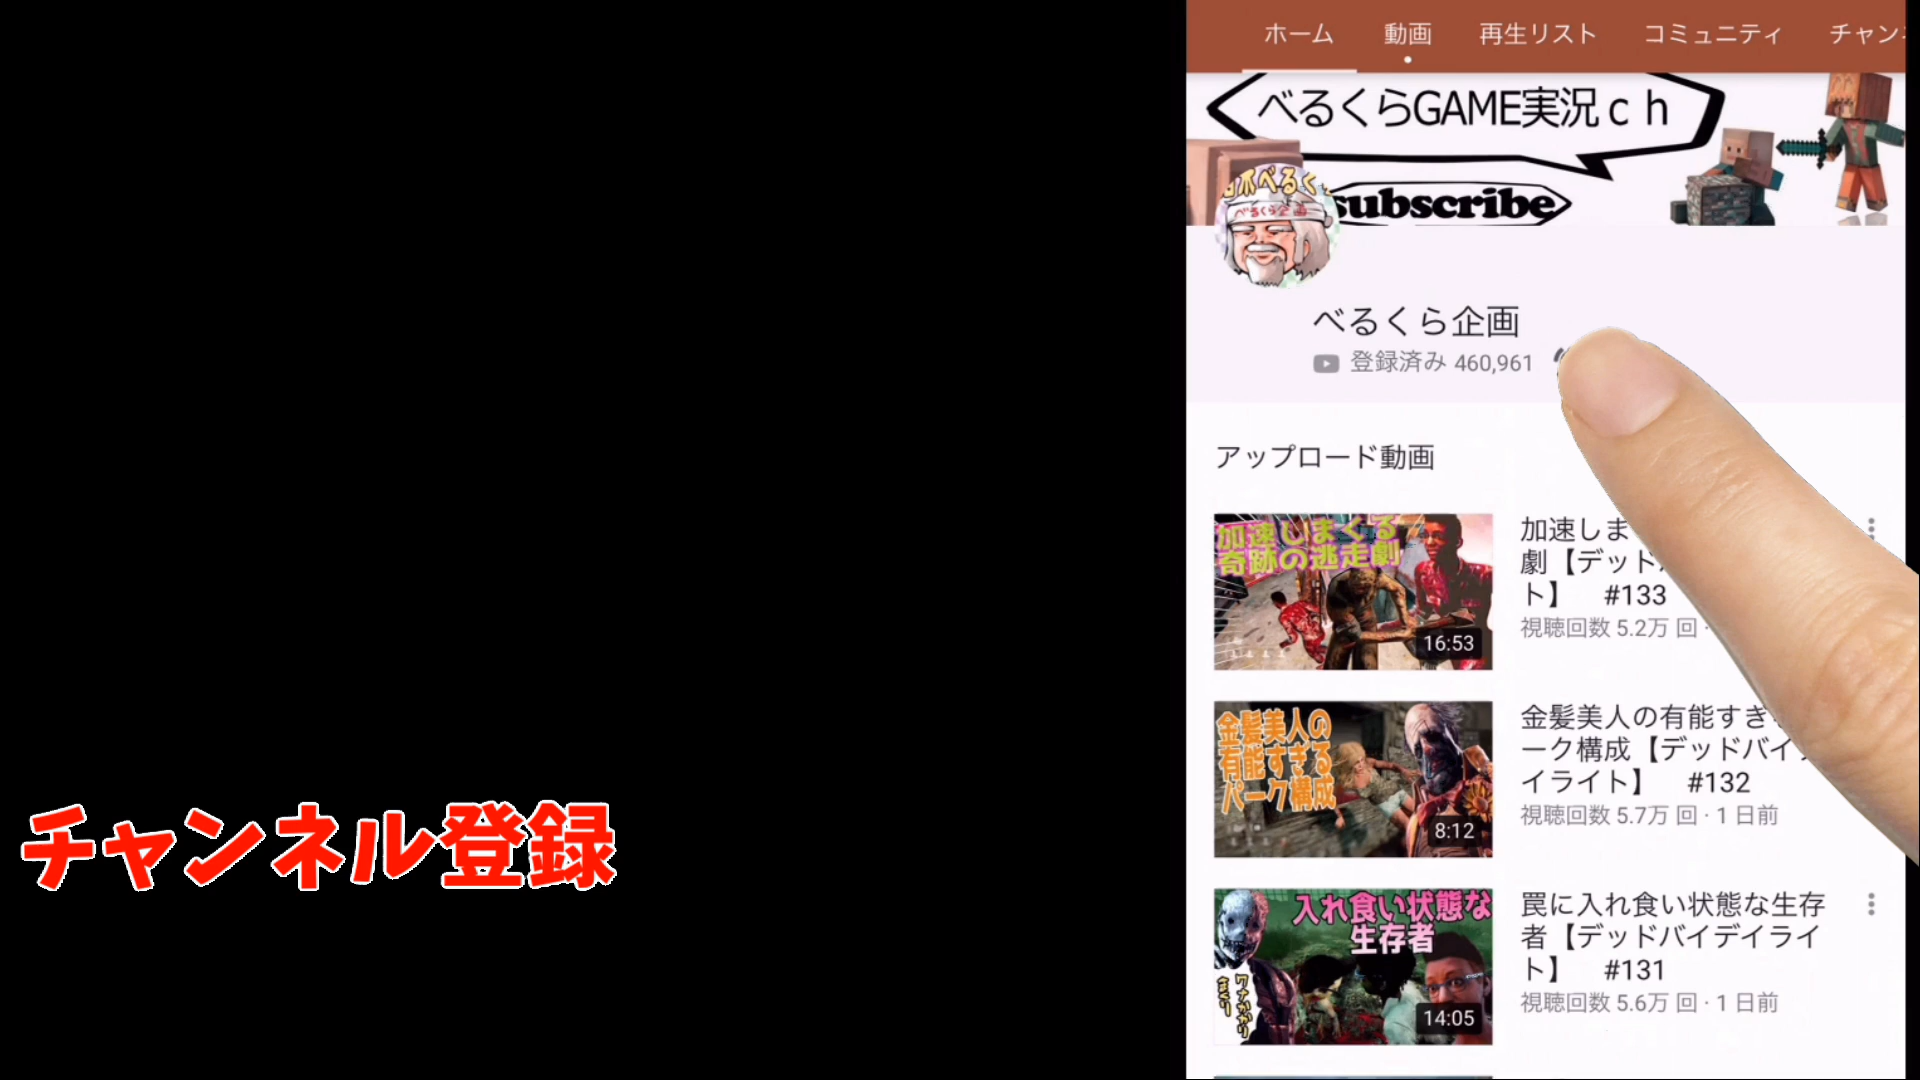 ホーム 動画 再生リスト コミュニティ チャン
べるくらGAME実況ch
subscribe
べるくら企画
べるくら企画
登録済み 460,961
アップロード動画
加速しまくる
奇跡の逃走劇
16:53
加速しま
劇【デッド
ト】 #133
視聴回数 5.2万 回 ·
金髪美人の
有能すぎる
パーク構成
8:12
金髪美人の有能すぎ
ーク構成【デッドバイ
イライト】 #132
視聴回数 5.7万 回 · 1 日前
チャンネル登録
入れ食い状態な
生存者
14:05
罠に入れ食い状態な生存
者【デッドバイデイライ
ト】 #131
視聴回数 5.6万 回 · 1 日前